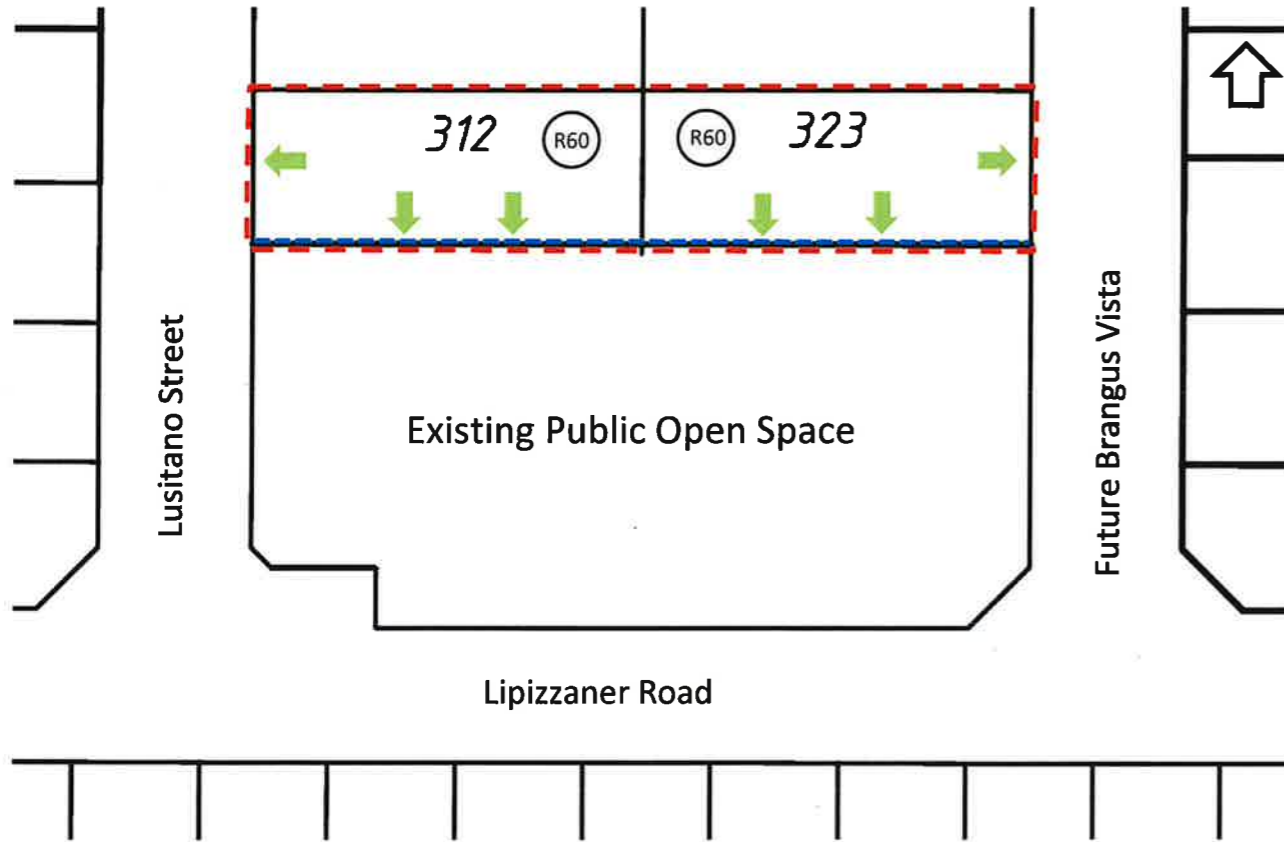 312
R60
R60
323
Lusitano Street
Existing Public Open Space
Future Brangus Vista
Lipizzaner Road